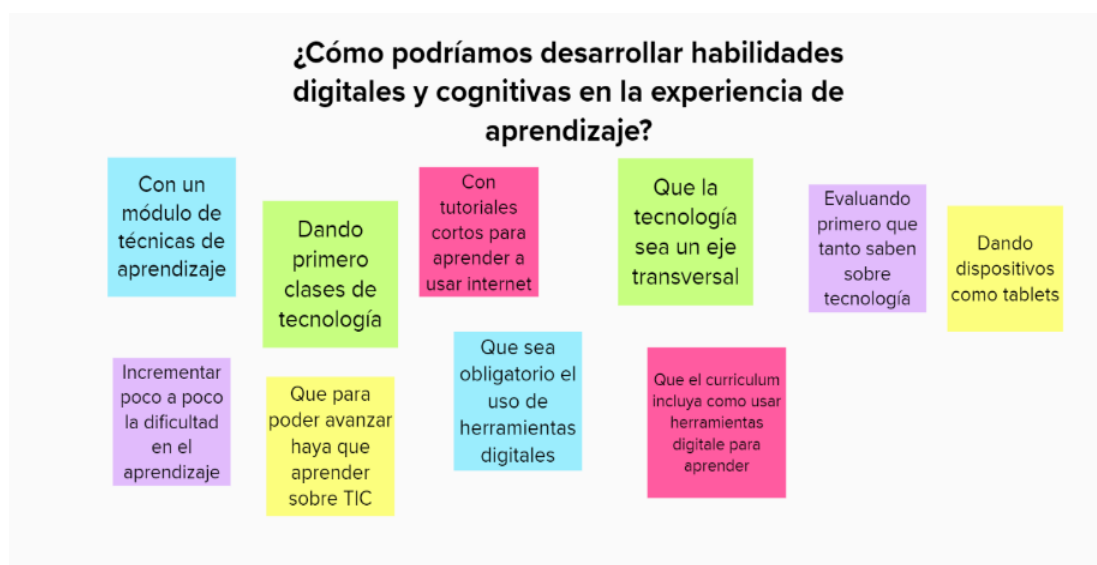 ¿Cómo podríamos desarrollar habilidades
digitales y cognitivas en la experiencia de
aprendizaje?
Con un
módulo de
técnicas de
aprendizaje
Dando
primero
clases de
tecnología
Con
tutoriales
cortos para
aprender a
usar internet
Que la
tecnología
sea un eje
transversal
Evaluando
primero que
tanto saben
sobre
tecnología
Dando
dispositivos
como tablets
Incrementar
poco a poco
la dificultad
en el
aprendizaje
Que para
poder avanzar
haya que
aprender
sobre TIC
Que sea
obligatorio el
uso de
herramientas
digitales
Que el curriculum
incluya como usar
herramientas
digitale para
aprender